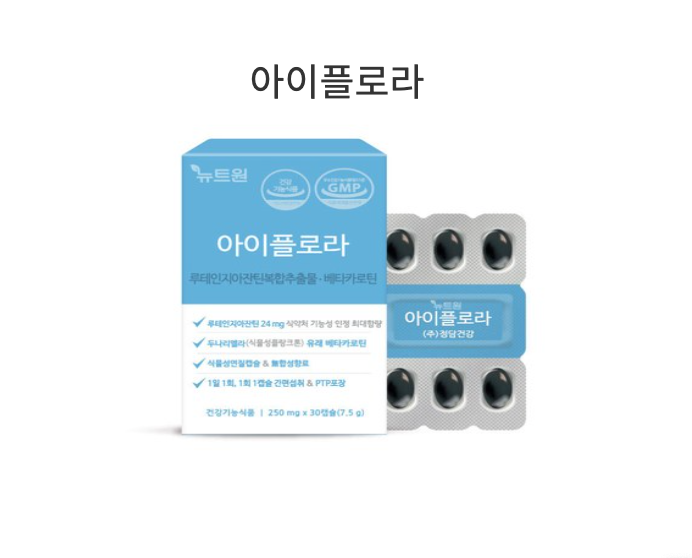 아이플로라
뉴트원
건강
기능식품
GMP
아이플로라
루테인지아잔틴복합추출물·베타카로틴
루테인지아잔틴 24 mg 식약처 기능성 인정 최대함량
두나리엘라(식물성플랑크톤) 유래 베타카로틴
식물성연질캡슐 & 無합성향료
1일 1회, 1회 1캡슐 간편섭취 & PTP포장
건강기능식품 | 250 mg x 30캡슐(7.5 g)
뉴트원
아이플로라
(주)정담건강